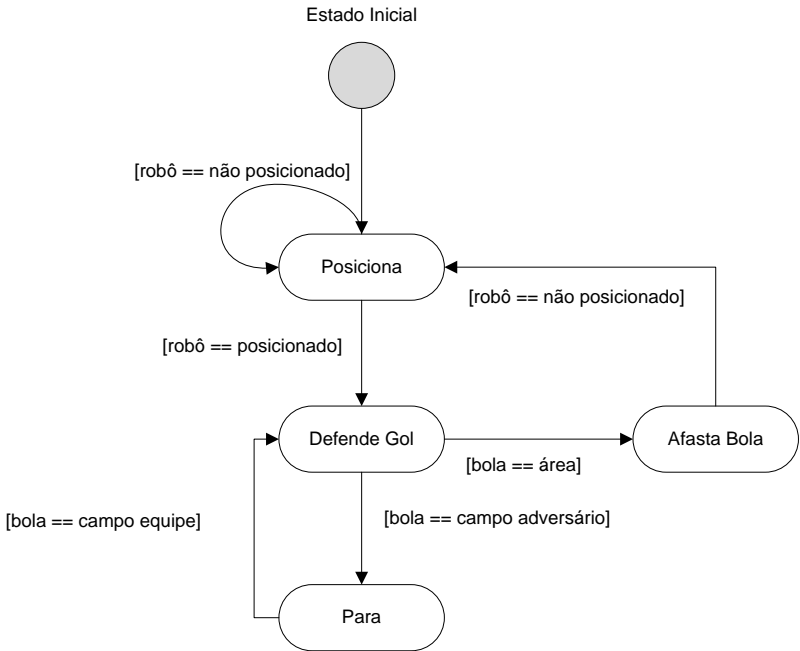 Estado Inicial
[robô == não posicionado]
Posiciona
[robô == não posicionado]
[robô == posicionado]
Defende Gol
Afasta Bola
[bola == área]
[bola == campo equipe]
[bola == campo adversário]
Para